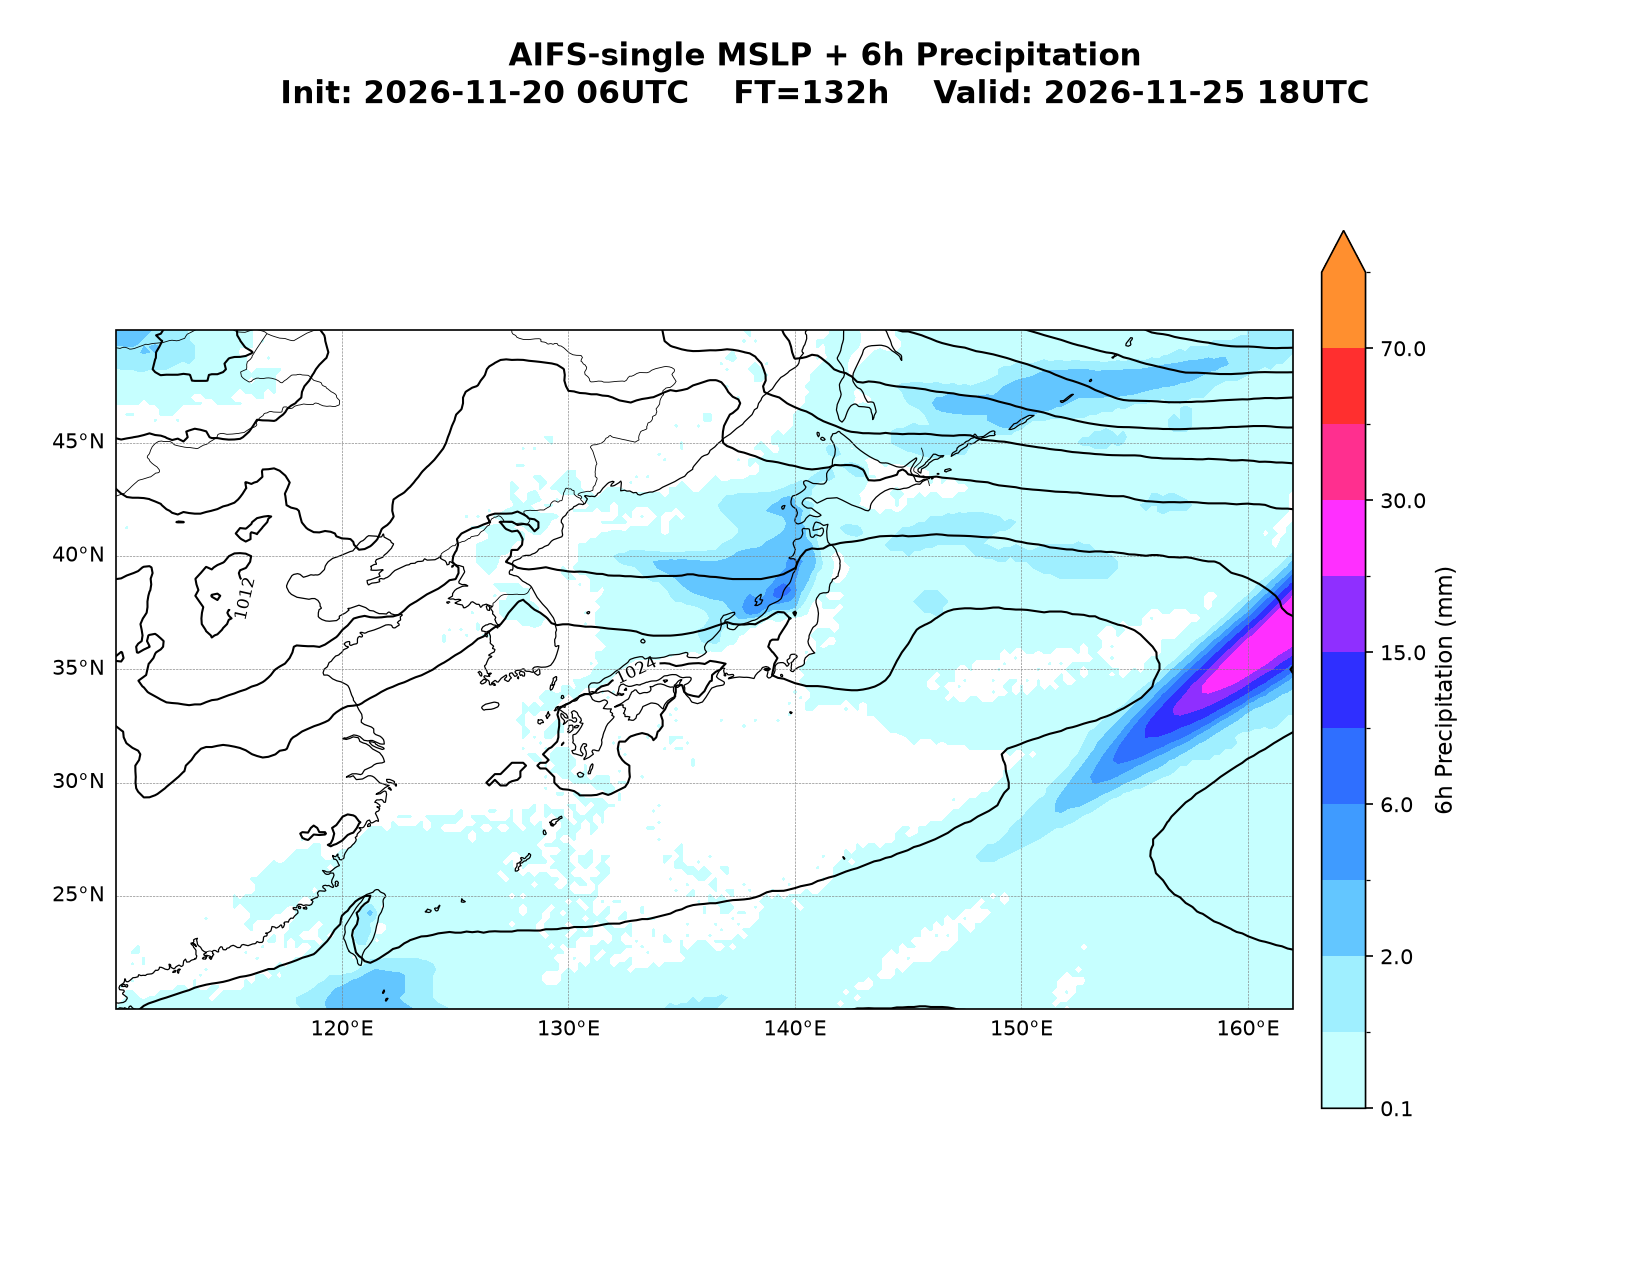 AIFS-single MSLP + 6h Precipitation
Init: 2026-11-20 06UTC    FT=132h    Valid: 2026-11-25 18UTC
45°N
40°N
35°N
30°N
25°N
120°E
130°E
140°E
150°E
160°E
1012
1024
70.0
30.0
15.0
6.0
2.0
0.1
6h Precipitation (mm)